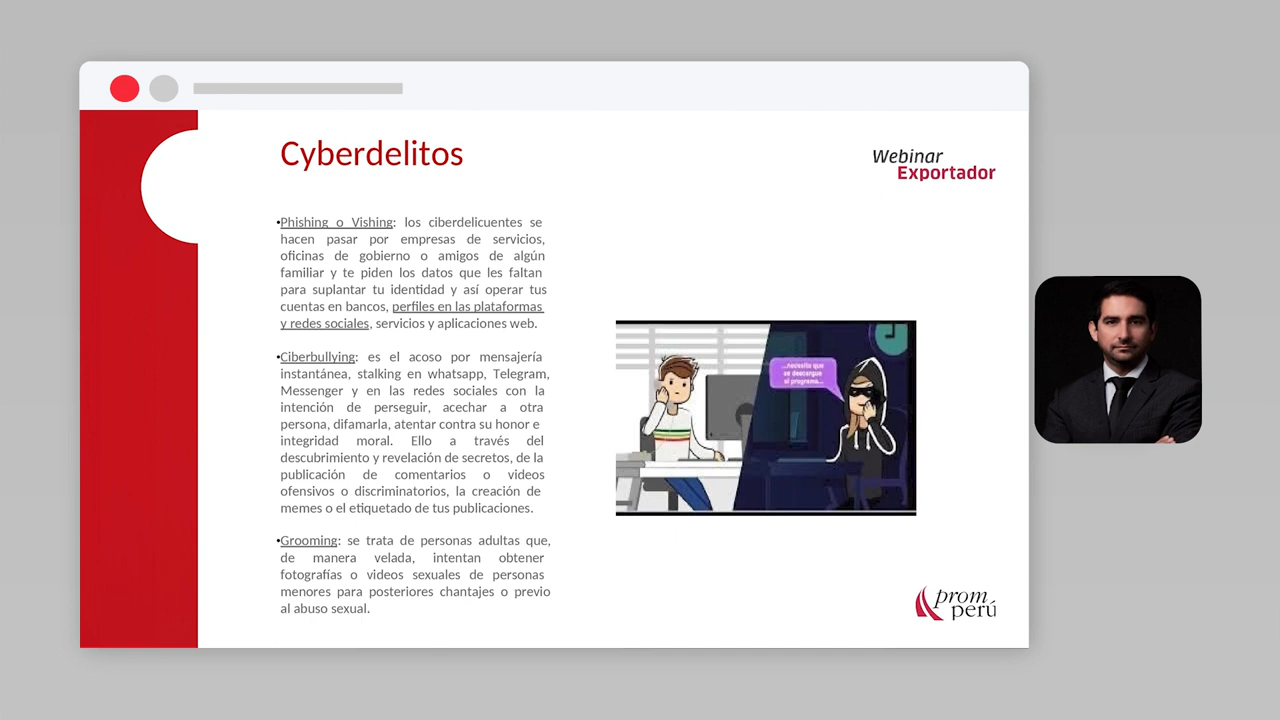 Cyberdelitos
Webinar
Exportador
•Phishing o Vishing: los ciberdelicuentes se
hacen pasar por empresas de servicios,
oficinas de gobierno o amigos de algún
familiar y te piden los datos que les faltan
para suplantar tu identidad y así operar tus
cuentas en bancos, perfiles en las plataformas
y redes sociales, servicios y aplicaciones web.
•Ciberbullying: es el acoso por mensajería
instantánea, stalking en whatsapp, Telegram,
Messenger y en las redes sociales con la
intención de perseguir, acechar a otra
persona, difamarla, atentar contra su honor e
integridad moral. Ello a través del
descubrimiento y revelación de secretos, de la
publicación de comentarios o videos
ofensivos o discriminatorios, la creación de
memes o el etiquetado de tus publicaciones.
•Grooming: se trata de personas adultas que,
de manera velada, intentan obtener
fotografías o videos sexuales de personas
menores para posteriores chantajes o previo
al abuso sexual.
...necesito que
se descargue
el programa...
prom
perú